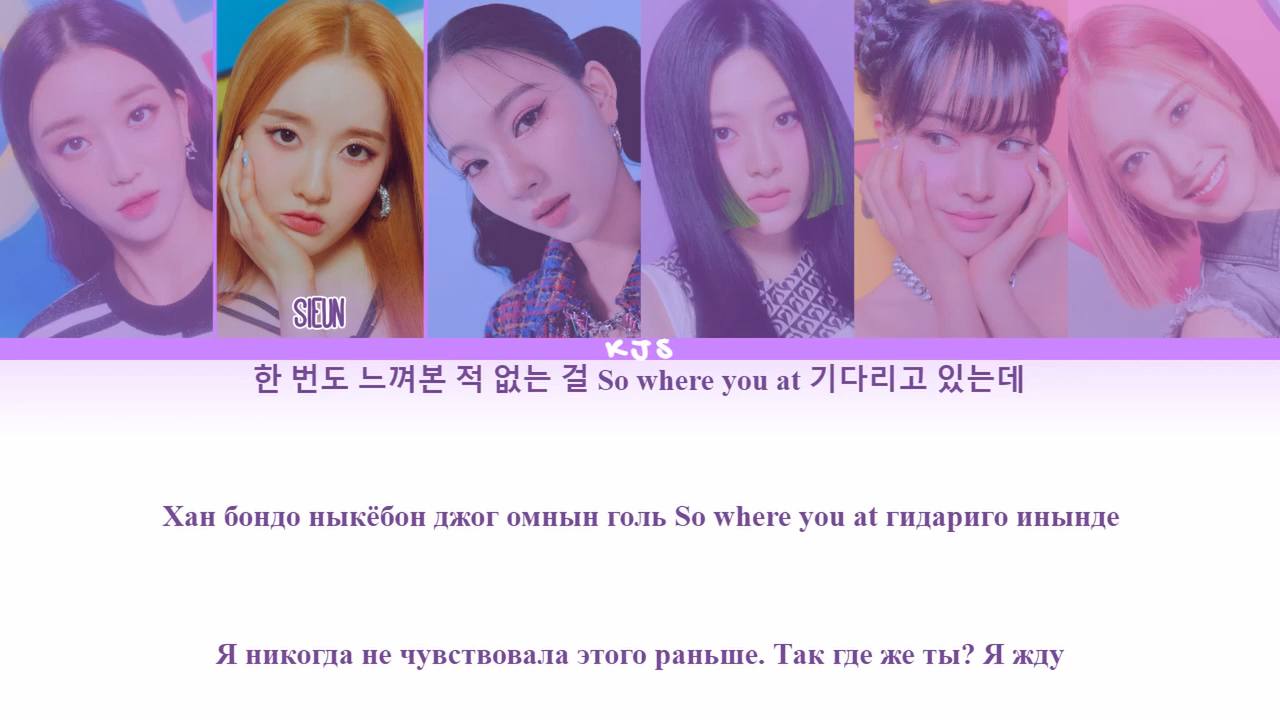 SIEUN
KJS
한 번도 느껴본 적 없는 걸 So where you at 기다리고 있는데
Хан бондо ныкёбон джог омнын голь So where you at гидариго инынде
Я никогда не чувствовала этого раньше. Так где же ты? Я жду